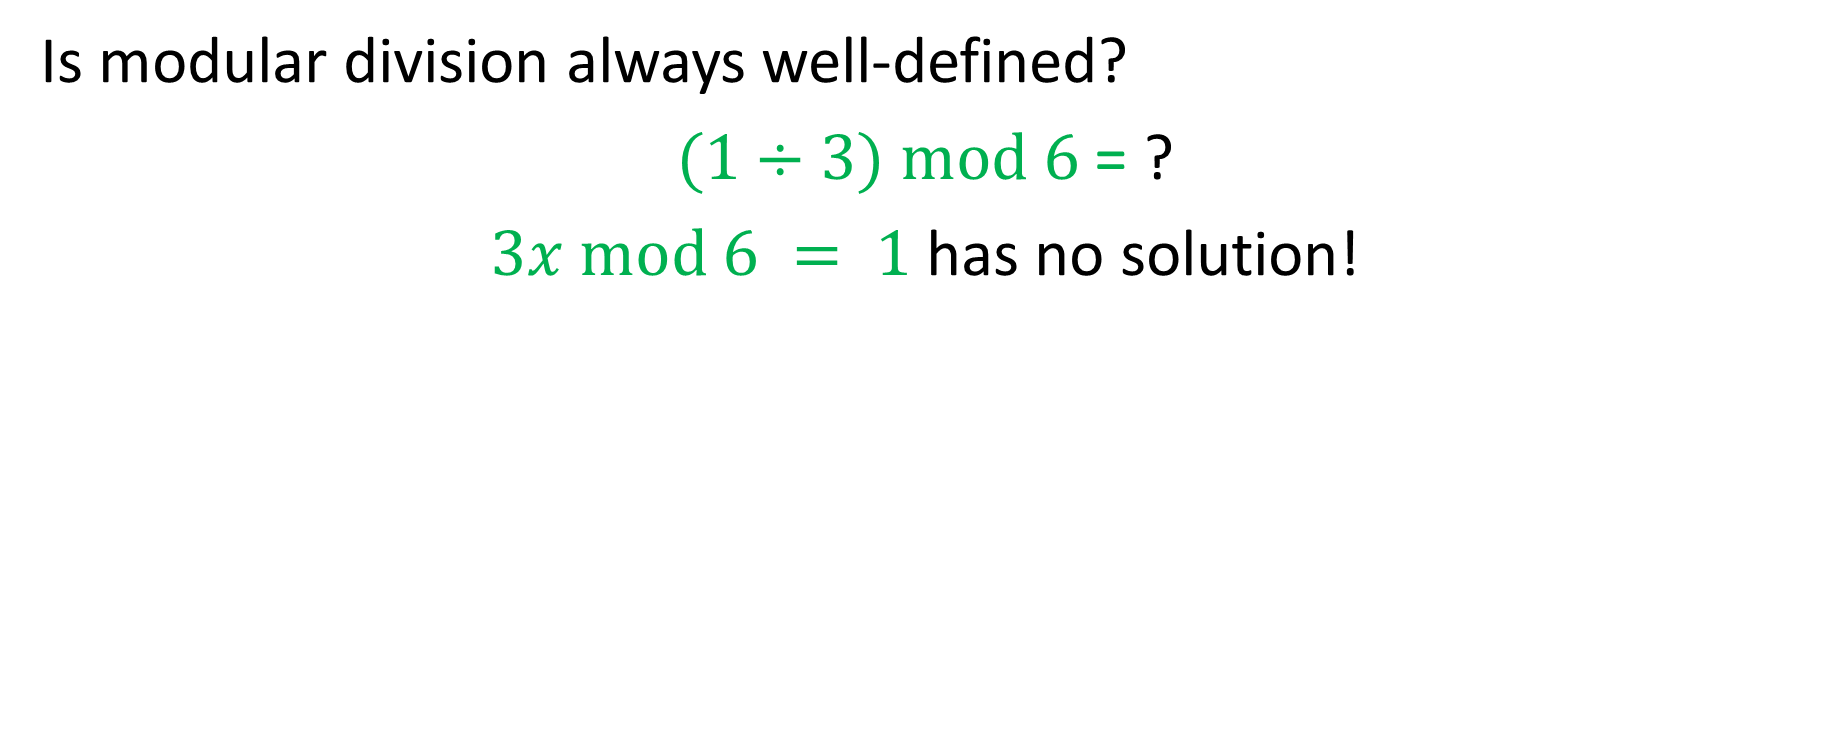 Is modular division always well-defined?
(1 ÷ 3) mod 6 = ?
3x mod 6 = 1 has no solution!